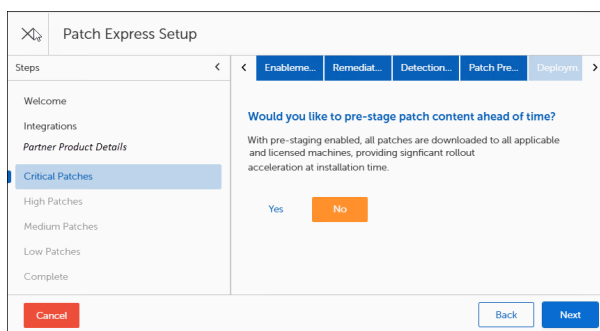 Patch Express Setup
Steps
Welcome
Integrations
Partner Product Details
Critical Patches
High Patches
Medium Patches
Low Patches
Complete
Enableme...
Remediat...
Detection...
Patch Pre...
Deploym
Would you like to pre-stage patch content ahead of time?
With pre-staging enabled, all patches are downloaded to all applicable
and licensed machines, providing signficant rollout
acceleration at installation time.
Yes
No
Cancel
Back
Next